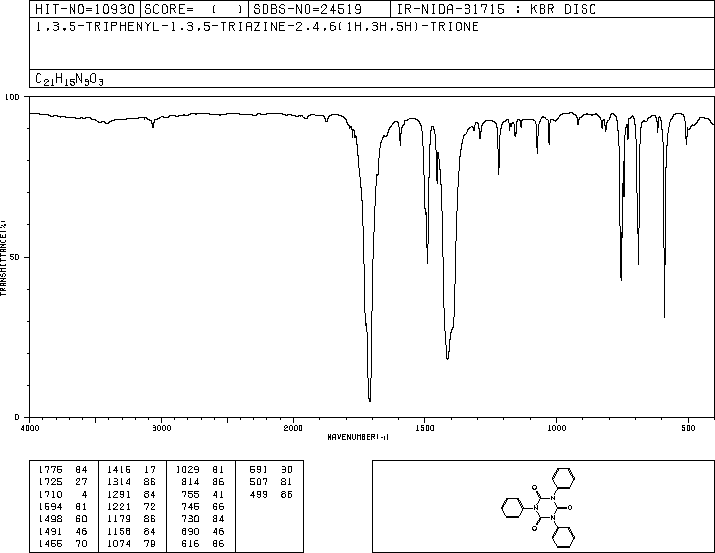 HIT-NO=10930 SCORE= ( ) SDBS-NO=24519 IR-NIDA-31715 : KBR DISC
1,3,5-TRIPHENYL-1,3,5-TRIAZINE-2,4,6(1H,3H,5H)-TRIONE
C21H15N3O3
100
50
0
TRANSMITTANCE(%)
4000 3000 2000 1500 1000 500
WAVENUMBER(-1)
1776 84 1416 17 1029 81 591 30
1725 27 1314 86 814 86 507 81
1710 4 1291 84 755 41 499 86
1594 81 1221 72 746 66
1498 60 1179 86 730 84
1491 46 1158 84 690 46
1455 70 1074 79 616 86
O
N
O
N
N
O